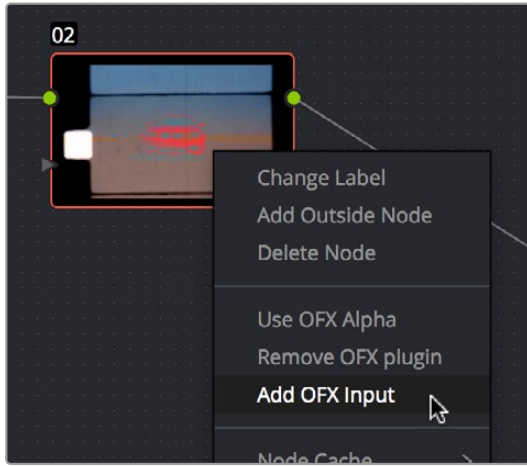 02
Change Label
Add Outside Node
Delete Node
Use OFX Alpha
Remove OFX plugin
Add OFX Input
Node Cache